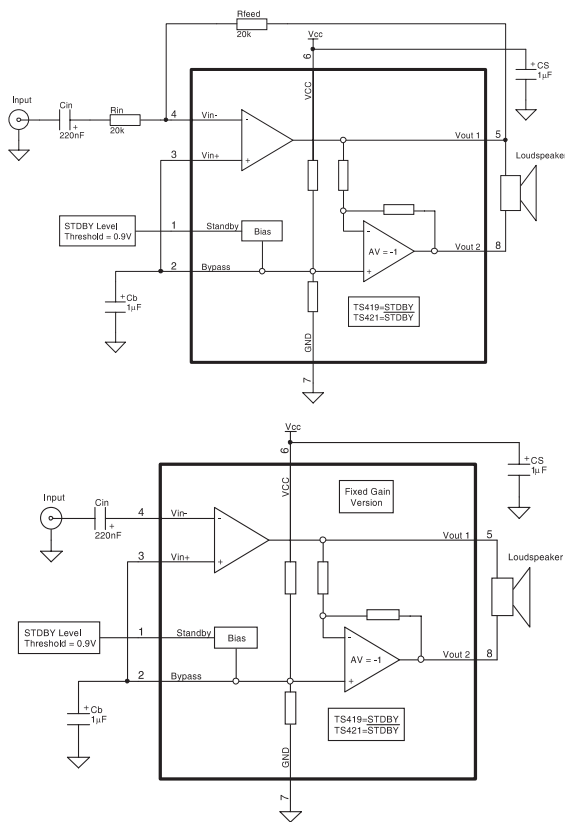 Rfeed
20k
Vcc
6
+ CS
1µF
VCC
Input
Cin
+
220nF
Rin
20k
4
Vin-
-
3
Vin+
+
Vout 1
5
Loudspeaker
STDBY Level
Threshold = 0.9V
1
Standby
Bias
-
AV = -1
+
Vout 2
8
2
Bypass
+ Cb
1µF
TS419=STDBY
TS421=STDBY
GND
7
Vcc
6
+ CS
1µF
VCC
Fixed Gain
Version
Input
Cin
+
220nF
4
Vin-
-
3
Vin+
+
Vout 1
5
Loudspeaker
STDBY Level
Threshold = 0.9V
1
Standby
Bias
-
AV = -1
+
Vout 2
8
2
Bypass
+ Cb
1µF
TS419=STDBY
TS421=STDBY
GND
7